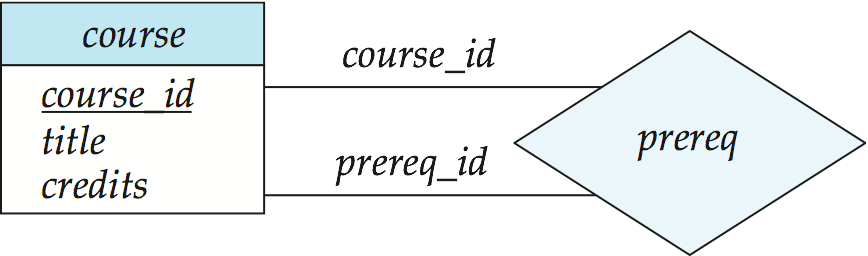 course
course_id
title
credits
course_id
prereq_id
prereq